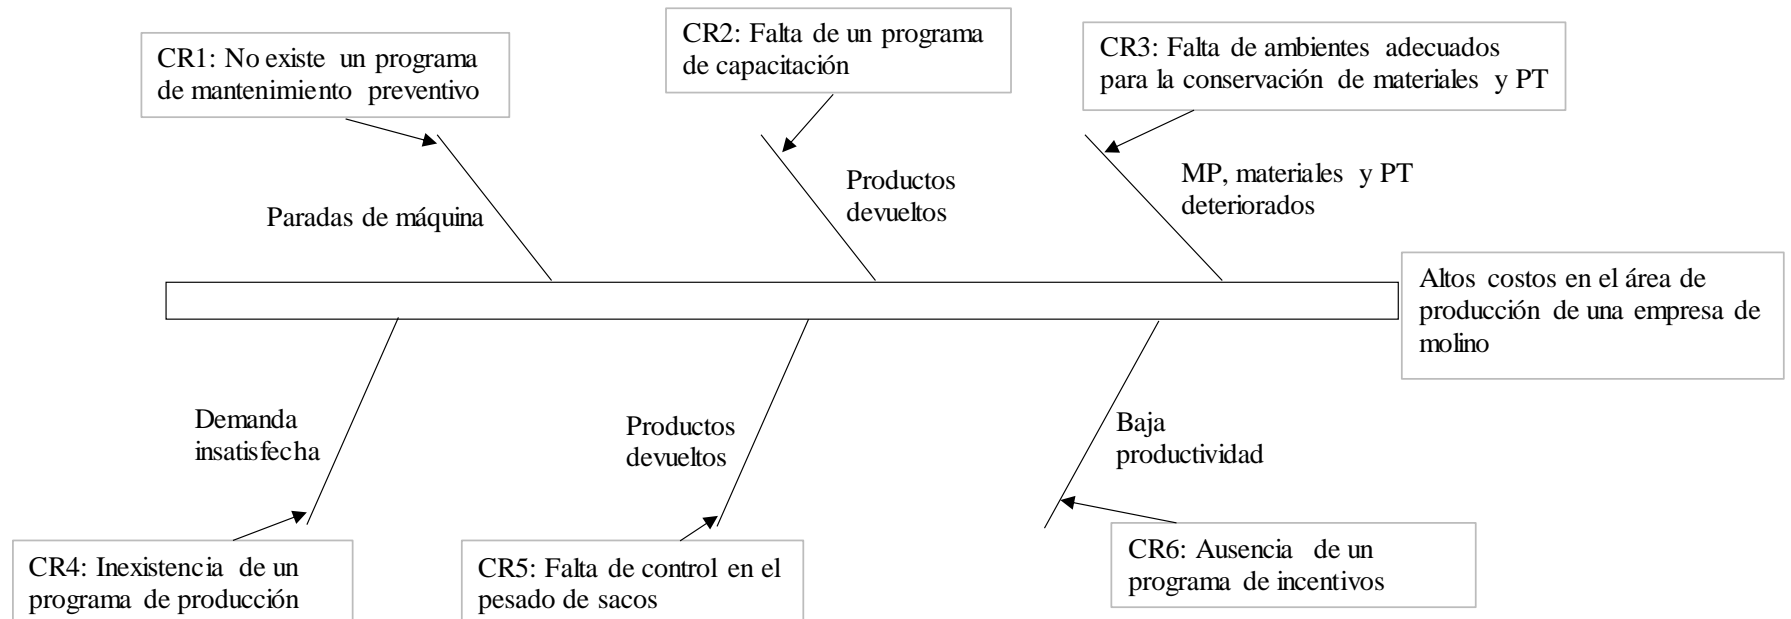 CR1: No existe un programa
de mantenimiento preventivo
CR2: Falta de un programa
de capacitación
CR3: Falta de ambientes adecuados
para la conservación de materiales y PT
Paradas de máquina
Productos
devueltos
MP, materiales y PT
deteriorados
Altos costos en el área de
producción de una empresa de
molino
Demanda
insatisfecha
Productos
devueltos
Baja
productividad
CR4: Inexistencia de un
programa de producción
CR5: Falta de control en el
pesado de sacos
CR6: Ausencia de un
programa de incentivos